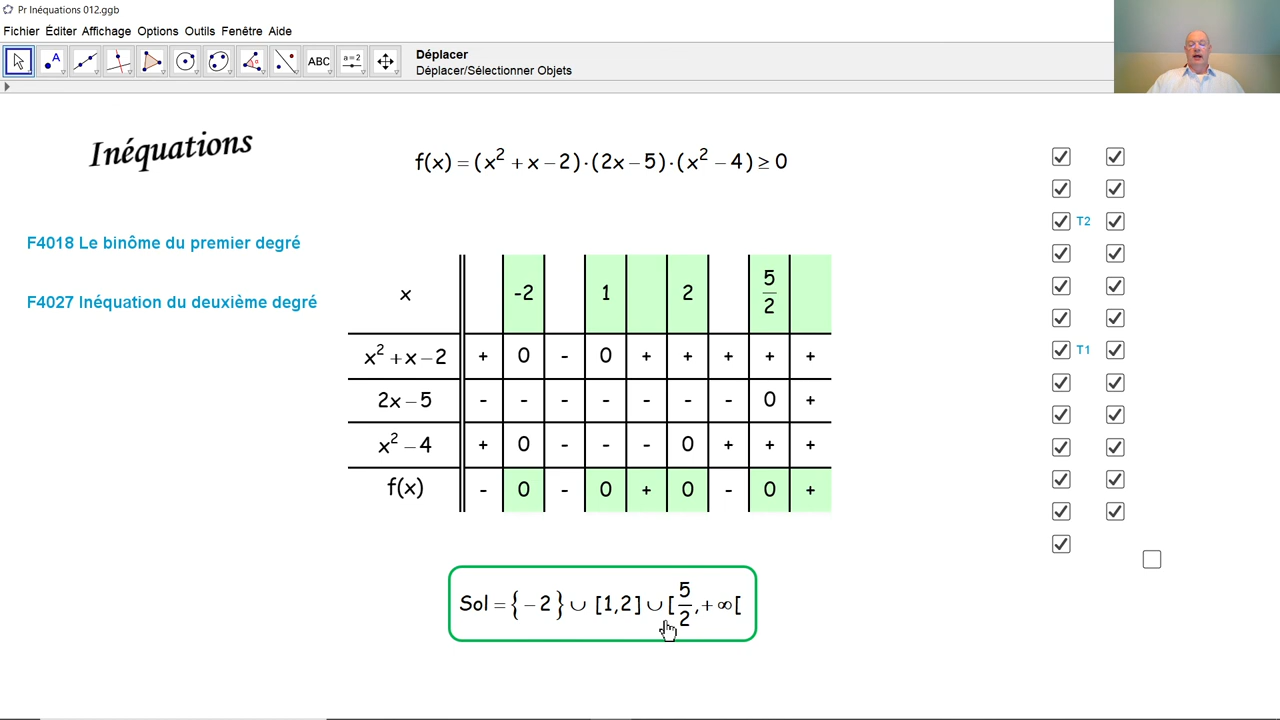 Pr Inéquations 012.ggb
Fichier Éditer Affichage Options Outils Fenêtre Aide
A ABC a=2
Déplacer
Déplacer/Sélectionner Objets
Inéquations
f(x) = (x² + x − 2)·(2x − 5)·(x² − 4) ≥ 0
F4018 Le binôme du premier degré
F4027 Inéquation du deuxième degré
x -2 1 2 5/2
x² + x − 2 + 0 - 0 + + + + +
2x − 5 - - - - - - - 0 +
x² − 4 + 0 - - - 0 + + +
f(x) - 0 - 0 + 0 - 0 +
Sol = {−2} ∪ [1,2] ∪ [5/2, +∞[
T2
T1